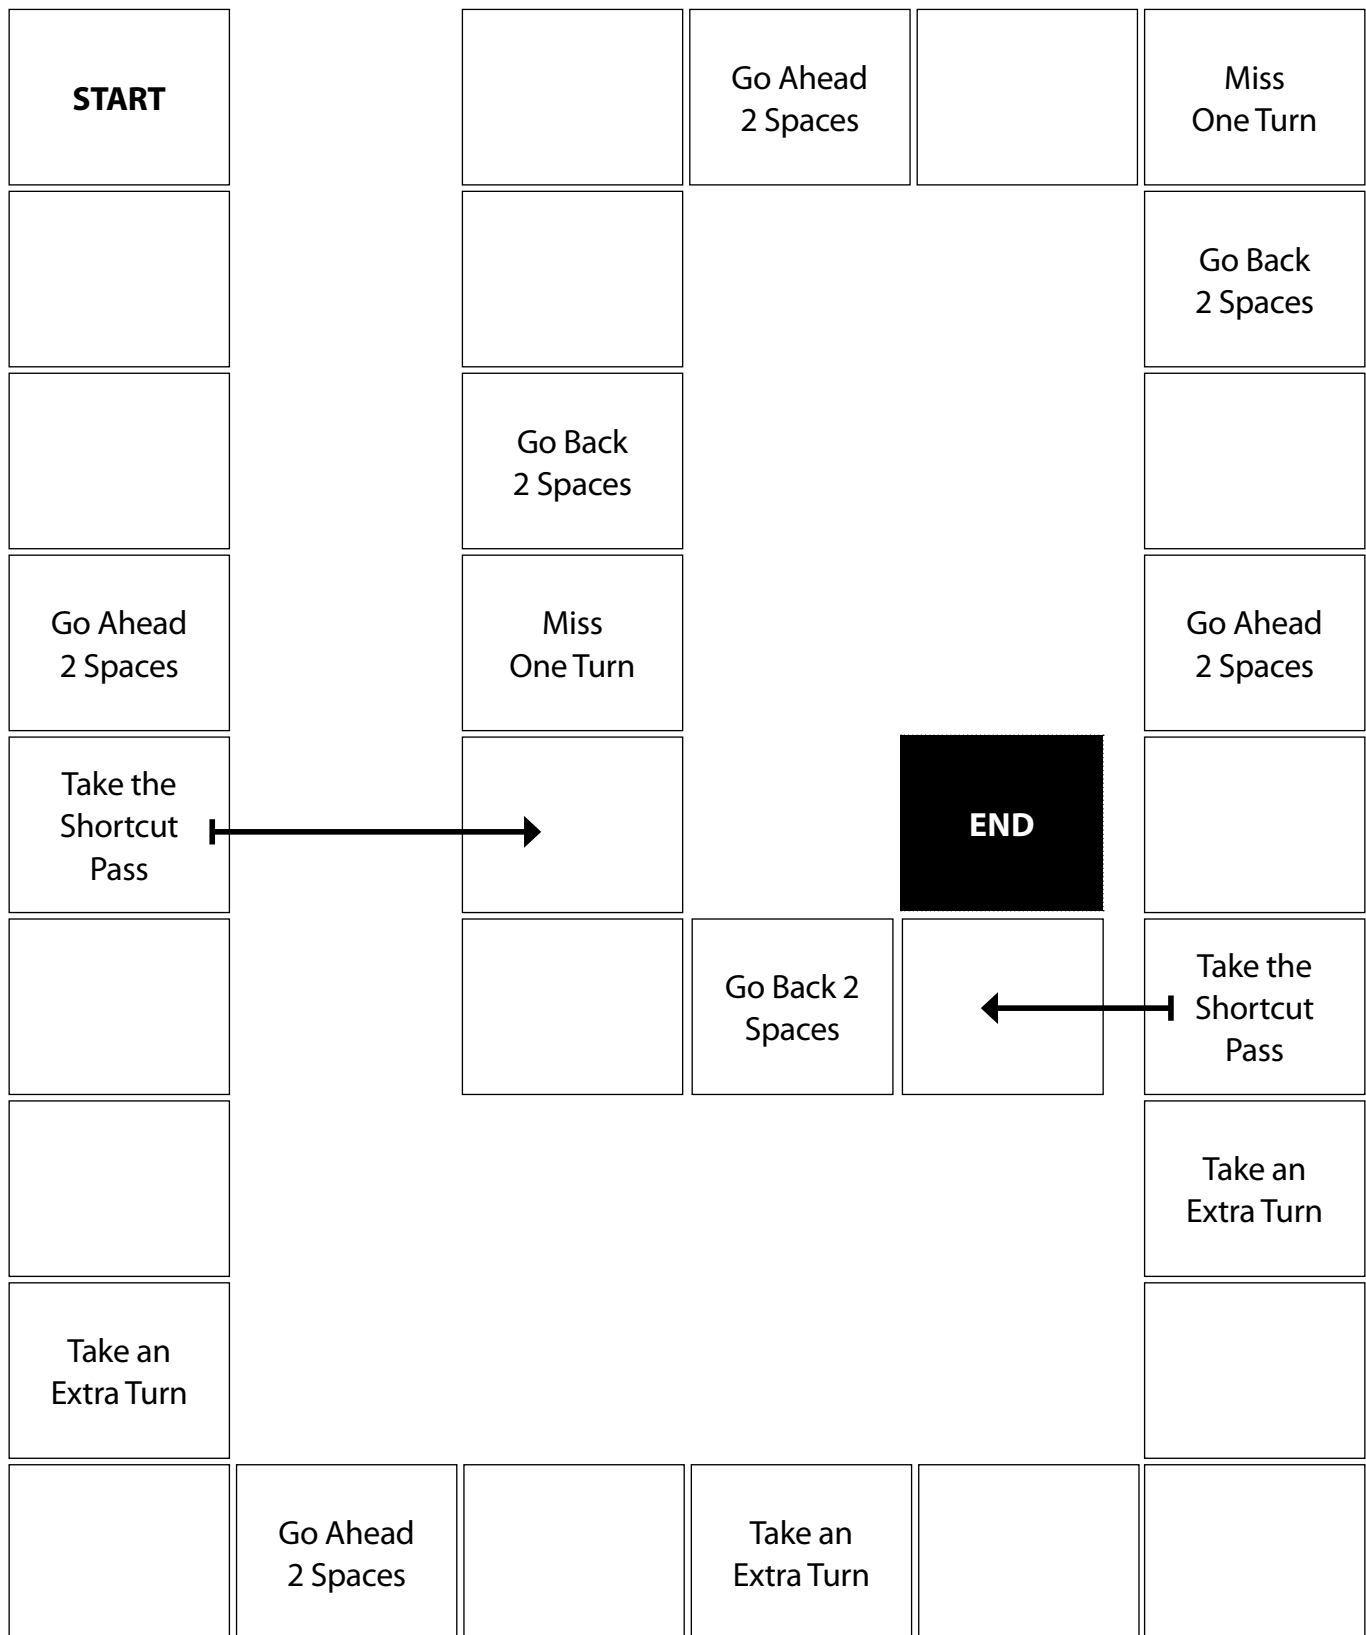 START
Go Ahead
2 Spaces
Miss
One Turn
Go Back
2 Spaces
Go Back
2 Spaces
Go Ahead
2 Spaces
Miss
One Turn
Go Ahead
2 Spaces
Take the
Shortcut
Pass
END
Go Back 2
Spaces
Take the
Shortcut
Pass
Take an
Extra Turn
Take an
Extra Turn
Go Ahead
2 Spaces
Take an
Extra Turn